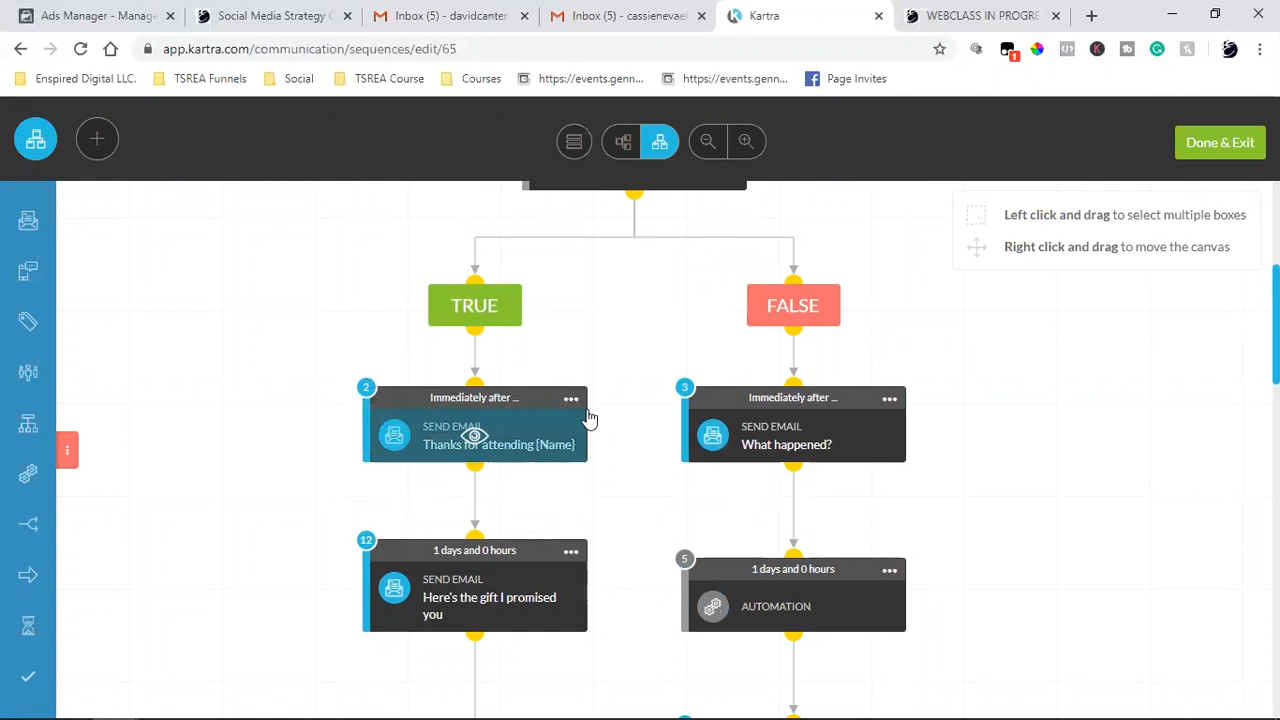 Ads Manager - Manage
Social Media Strategy C
Inbox (5) - davidcanter
Inbox (5) - cassienevael
Kartra
WEBCLASS IN PROGRE
app.kartra.com/communication/sequences/edit/65
1
Enspired Digital LLC.
TSREA Funnels
Social
TSREA Course
Courses
https://events.genn...
https://events.genn...
Page Invites
Done & Exit
Left click and drag to select multiple boxes
Right click and drag to move the canvas
TRUE
FALSE
2
Immediately after ...
SEND EMAIL
Thanks for attending {Name}
3
Immediately after ...
SEND EMAIL
What happened?
12
1 days and 0 hours
SEND EMAIL
Here's the gift I promised
you
5
1 days and 0 hours
AUTOMATION